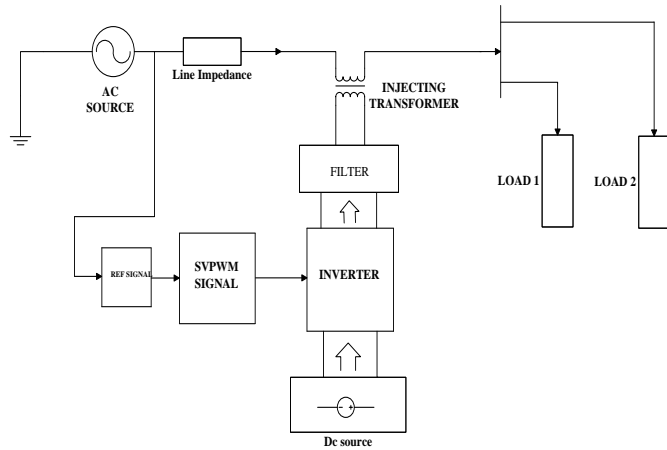 AC
SOURCE
Line Impedance
INJECTING
TRANSFORMER
FILTER
LOAD 1
LOAD 2
REF SIGNAL
SVPWM
SIGNAL
INVERTER
- +
Dc source